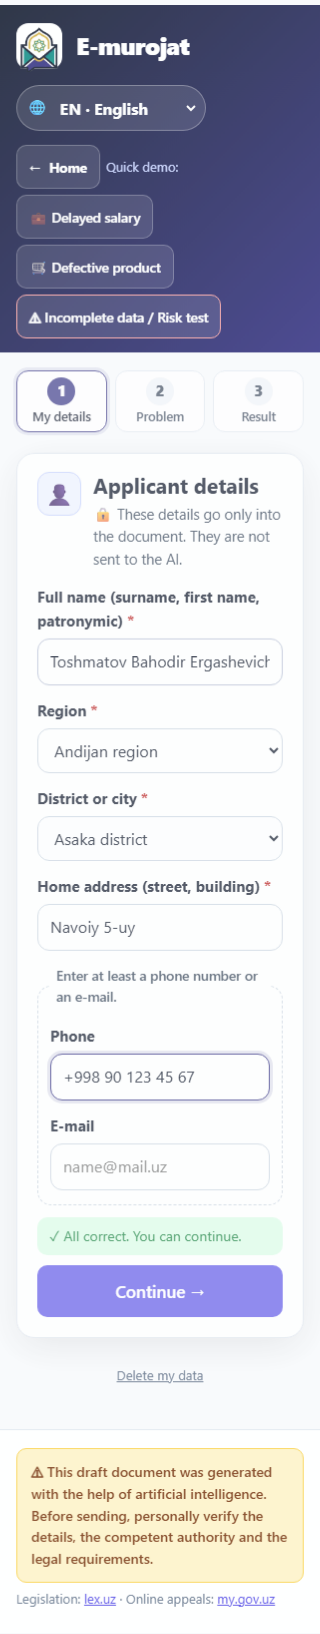 E-murojat
EN · English
← Home
Quick demo:
Delayed salary
Defective product
⚠ Incomplete data / Risk test
1
My details
2
Problem
3
Result
Applicant details
🔒 These details go only into
the document. They are not
sent to the AI.
Full name (surname, first name,
patronymic) *
Toshmatov Bahodir Ergashevich
Region *
Andijan region
District or city *
Asaka district
Home address (street, building) *
Navoiy 5-uy
Enter at least a phone number or
an e-mail.
Phone
+998 90 123 45 67
E-mail
name@mail.uz
✓ All correct. You can continue.
Continue →
Delete my data
⚠ This draft document was generated
with the help of artificial intelligence.
Before sending, personally verify the
details, the competent authority and the
legal requirements.
Legislation: lex.uz · Online appeals: my.gov.uz